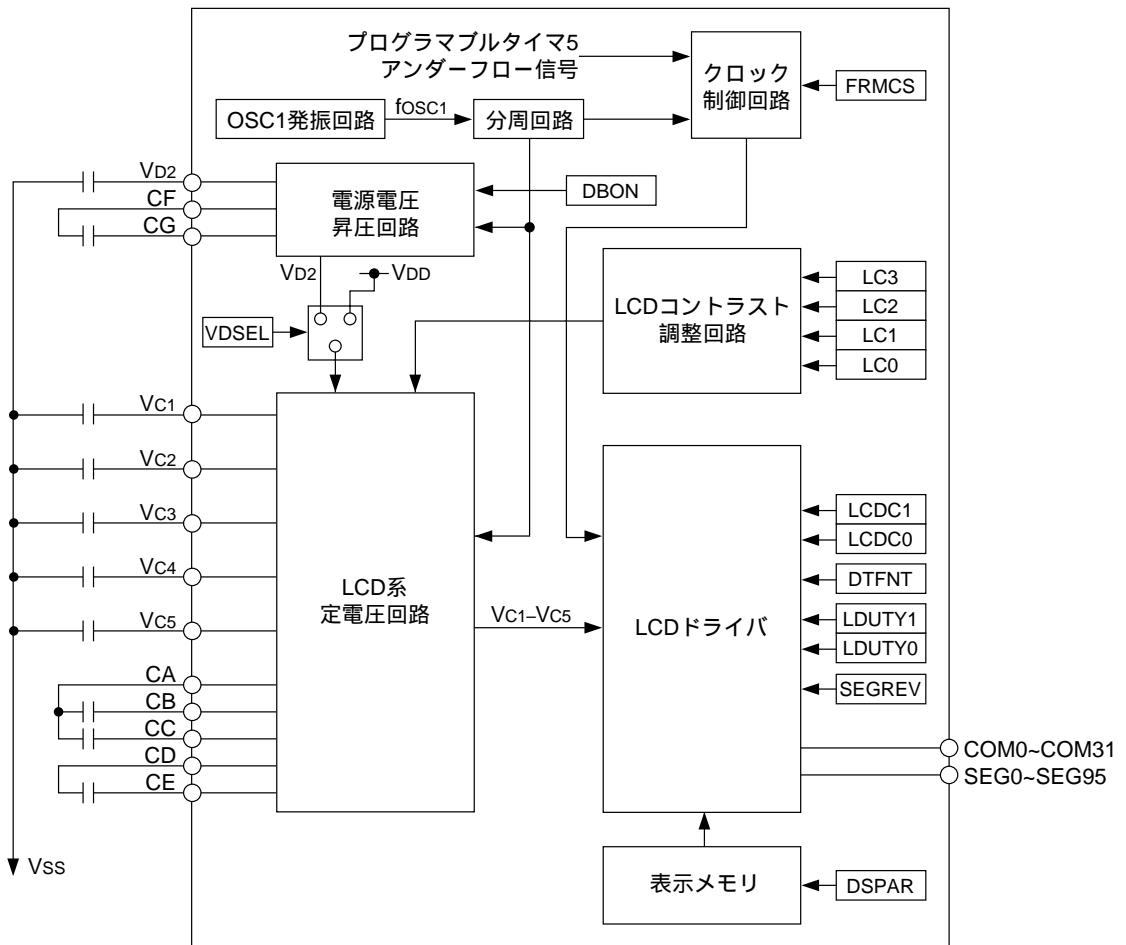 プログラマブルタイマ5
アンダーフロー信号
クロック
制御回路
FRMCS
OSC1発振回路
fOSC1
分周回路
VD2
CF
CG
電源電圧
昇圧回路
DBON
VD2
VDD
VDSEL
LCDコントラスト
調整回路
LC3
LC2
LC1
LC0
VC1
VC2
VC3
VC4
VC5
CA
CB
CC
CD
CE
LCD系
定電圧回路
VC1–VC5
LCDドライバ
LCDC1
LCDC0
DTFNT
LDUTY1
LDUTY0
SEGREV
COM0~COM31
SEG0~SEG95
VSS
表示メモリ
DSPAR